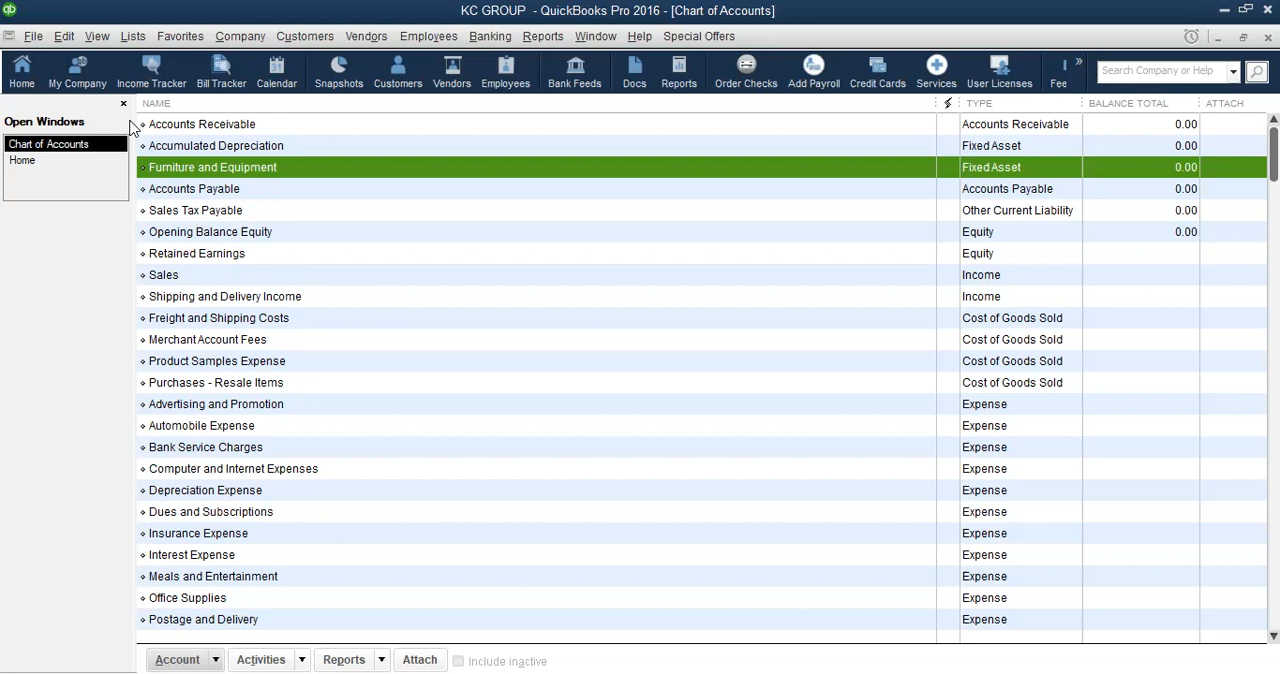 qb KC GROUP - QuickBooks Pro 2016 - [Chart of Accounts]
File Edit View Lists Favorites Company Customers Vendors Employees Banking Reports Window Help Special Offers
Home My Company Income Tracker Bill Tracker Calendar Snapshots Customers Vendors Employees Bank Feeds Docs Reports Order Checks Add Payroll Credit Cards Services User Licenses Fee » Search Company or Help
Open Windows
Chart of Accounts
Home
NAME TYPE BALANCE TOTAL ATTACH
Accounts Receivable Accounts Receivable 0.00
Accumulated Depreciation Fixed Asset 0.00
Furniture and Equipment Fixed Asset 0.00
Accounts Payable Accounts Payable 0.00
Sales Tax Payable Other Current Liability 0.00
Opening Balance Equity Equity 0.00
Retained Earnings Equity
Sales Income
Shipping and Delivery Income Income
Freight and Shipping Costs Cost of Goods Sold
Merchant Account Fees Cost of Goods Sold
Product Samples Expense Cost of Goods Sold
Purchases - Resale Items Cost of Goods Sold
Advertising and Promotion Expense
Automobile Expense Expense
Bank Service Charges Expense
Computer and Internet Expenses Expense
Depreciation Expense Expense
Dues and Subscriptions Expense
Insurance Expense Expense
Interest Expense Expense
Meals and Entertainment Expense
Office Supplies Expense
Postage and Delivery Expense
Account Activities Reports Attach Include inactive